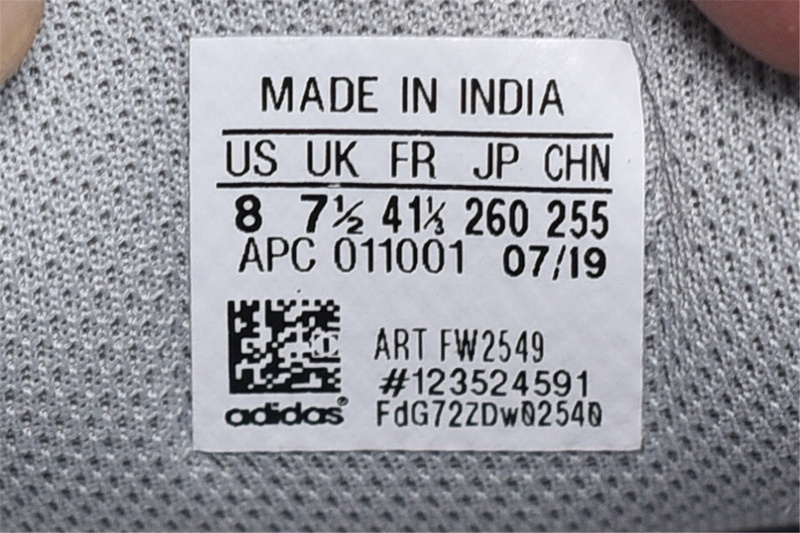 MADE IN INDIA
US UK FR JP CHN
8 7½ 41⅓ 260 255
APC 011001 07/19
ART FW2549
#123524591
adidas® FdG72ZDw02540